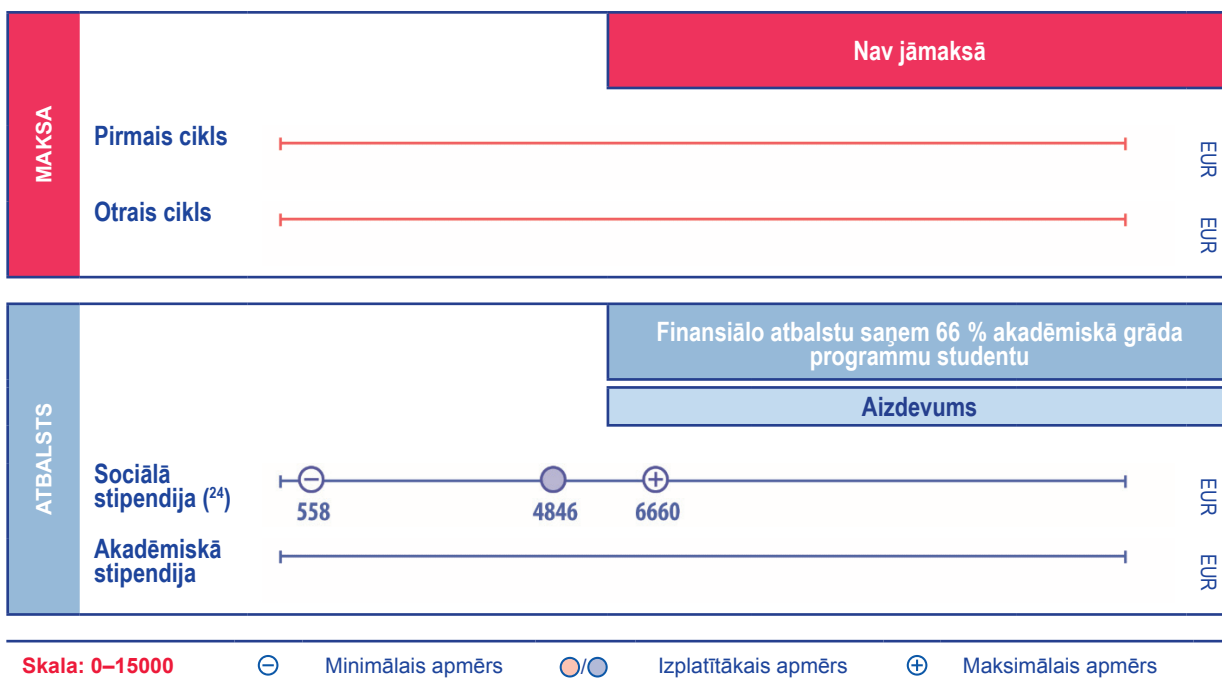 MAKSA
Nav jāmaksā
Pirmais cikls
EUR
Otrais cikls
EUR
ATBALSTS
Finansiālo atbalstu saņem 66 % akadēmiskā grāda
programmu studentu
Aizdevums
Sociālā
stipendija (²⁴)
558
4846
6660
EUR
Akadēmiskā
stipendija
EUR
Skala: 0–15000 Minimālais apmērs / Izplatītākais apmērs Maksimālais apmērs